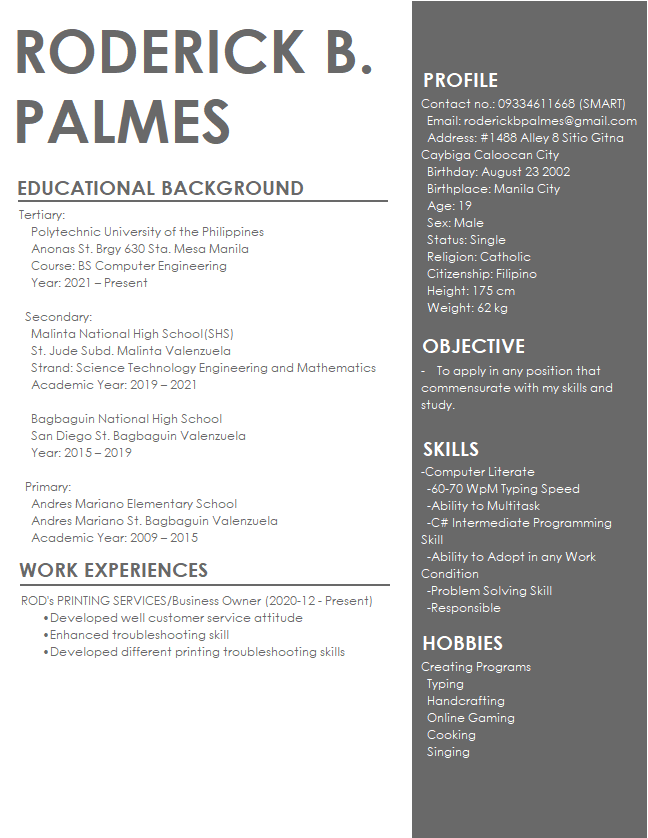 RODERICK B.
PALMES
EDUCATIONAL BACKGROUND
Tertiary:
Polytechnic University of the Philippines
Anonas St. Brgy 630 Sta. Mesa Manila
Course: BS Computer Engineering
Year: 2021 – Present
Secondary:
Malinta National High School(SHS)
St. Jude Subd. Malinta Valenzuela
Strand: Science Technology Engineering and Mathematics
Academic Year: 2019 – 2021
Bagbaguin National High School
San Diego St. Bagbaguin Valenzuela
Year: 2015 – 2019
Primary:
Andres Mariano Elementary School
Andres Mariano St. Bagbaguin Valenzuela
Academic Year: 2009 – 2015
WORK EXPERIENCES
ROD's PRINTING SERVICES/Business Owner (2020-12 - Present)
•Developed well customer service attitude
•Enhanced troubleshooting skill
•Developed different printing troubleshooting skills
PROFILE
Contact no.: 09334611668 (SMART)
Email: roderickbpalmes@gmail.com
Address: #1488 Alley 8 Sitio Gitna
Caybiga Caloocan City
Birthday: August 23 2002
Birthplace: Manila City
Age: 19
Sex: Male
Status: Single
Religion: Catholic
Citizenship: Filipino
Height: 175 cm
Weight: 62 kg
OBJECTIVE
- To apply in any position that
commensurate with my skills and
study.
SKILLS
-Computer Literate
-60-70 WpM Typing Speed
-Ability to Multitask
-C# Intermediate Programming
Skill
-Ability to Adopt in any Work
Condition
-Problem Solving Skill
-Responsible
HOBBIES
Creating Programs
Typing
Handcrafting
Online Gaming
Cooking
Singing